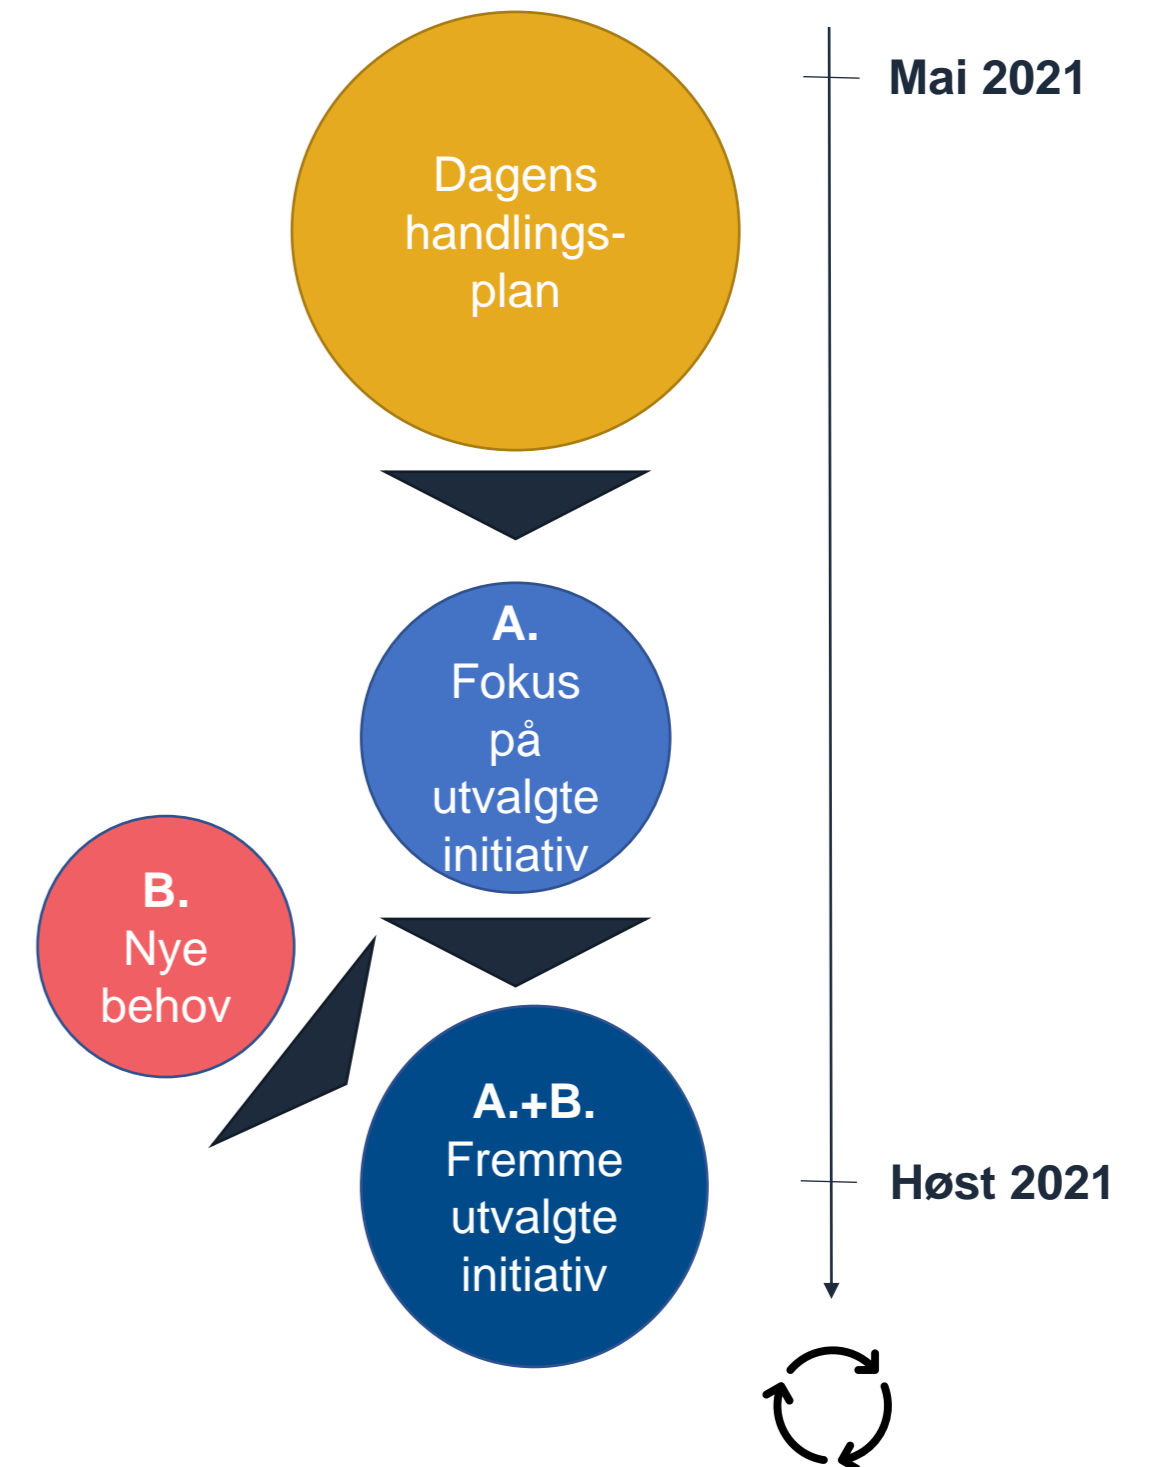 Mai 2021
Dagens
handlings-
plan
A.
Fokus
på
utvalgte
initiativ
B.
Nye
behov
A.+B.
Fremme
utvalgte
initiativ
Høst 2021